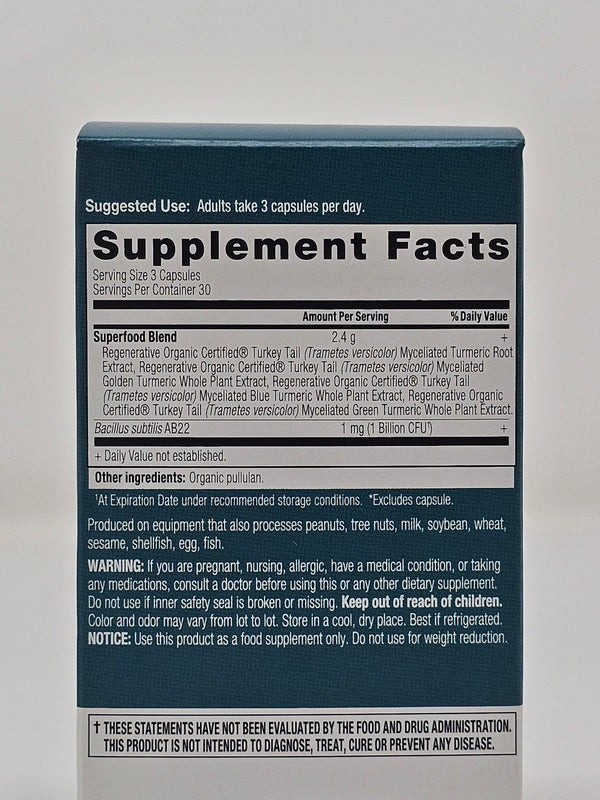 Suggested Use: Adults take 3 capsules per day.
Supplement Facts
Serving Size 3 Capsules
Servings Per Container 30
Amount Per Serving % Daily Value
Superfood Blend 2.4 g +
Regenerative Organic Certified® Turkey Tail (Trametes versicolor) Myceliated Turmeric Root
Extract, Regenerative Organic Certified® Turkey Tail (Trametes versicolor) Myceliated
Golden Turmeric Whole Plant Extract, Regenerative Organic Certified® Turkey Tail
(Trametes versicolor) Myceliated Blue Turmeric Whole Plant Extract, Regenerative Organic
Certified® Turkey Tail (Trametes versicolor) Myceliated Green Turmeric Whole Plant Extract.
Bacillus subtilis AB22 1 mg (1 Billion CFU¹) +
+ Daily Value not established.
Other ingredients: Organic pullulan.
¹At Expiration Date under recommended storage conditions. *Excludes capsule.
Produced on equipment that also processes peanuts, tree nuts, milk, soybean, wheat,
sesame, shellfish, egg, fish.
WARNING: If you are pregnant, nursing, allergic, have a medical condition, or taking
any medications, consult a doctor before using this or any other dietary supplement.
Do not use if inner safety seal is broken or missing. Keep out of reach of children.
Color and odor may vary from lot to lot. Store in a cool, dry place. Best if refrigerated.
NOTICE: Use this product as a food supplement only. Do not use for weight reduction.
† THESE STATEMENTS HAVE NOT BEEN EVALUATED BY THE FOOD AND DRUG ADMINISTRATION.
THIS PRODUCT IS NOT INTENDED TO DIAGNOSE, TREAT, CURE OR PREVENT ANY DISEASE.